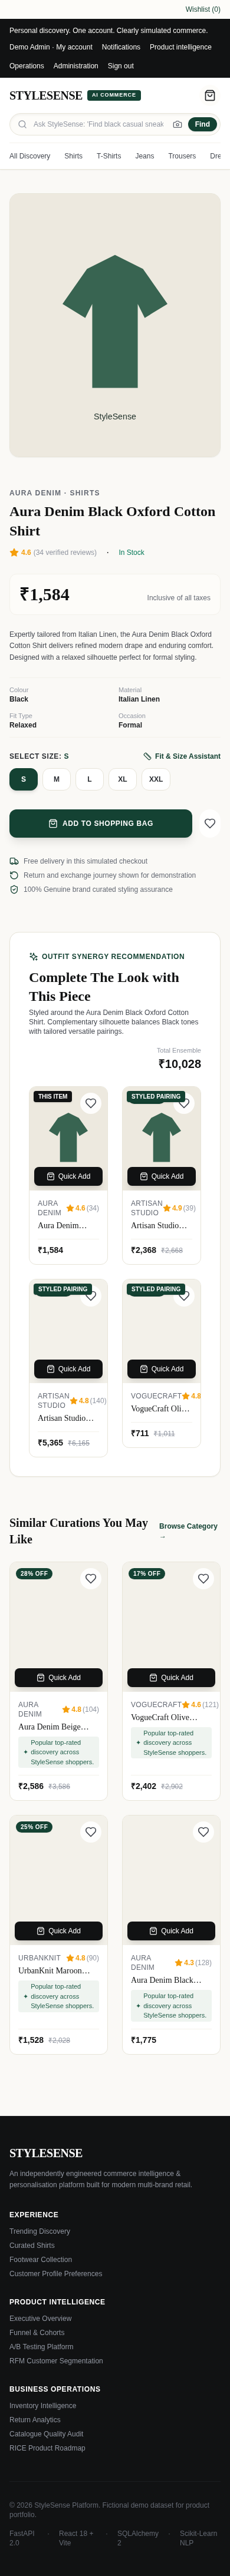 Wishlist (0)
Personal discovery. One account. Clearly simulated commerce.
Demo Admin · My account Notifications Product intelligence
Operations Administration Sign out
STYLESENSE AI COMMERCE
Ask StyleSense: 'Find black casual sneak Find
All Discovery Shirts T-Shirts Jeans Trousers Dre
StyleSense
AURA DENIM · SHIRTS
Aura Denim Black Oxford Cotton
Shirt
4.6 (34 verified reviews) · In Stock
₹1,584 Inclusive of all taxes
Expertly tailored from Italian Linen, the Aura Denim Black Oxford
Cotton Shirt delivers refined modern drape and enduring comfort.
Designed with a relaxed silhouette perfect for formal styling.
Colour Material
Black Italian Linen
Fit Type Occasion
Relaxed Formal
SELECT SIZE: S Fit & Size Assistant
S M L XL XXL
ADD TO SHOPPING BAG
Free delivery in this simulated checkout
Return and exchange journey shown for demonstration
100% Genuine brand curated styling assurance
OUTFIT SYNERGY RECOMMENDATION
Complete The Look with
This Piece
Styled around the Aura Denim Black Oxford Cotton
Shirt. Complementary silhouette balances Black tones
with tailored versatile pairings.
Total Ensemble
₹10,028
THIS ITEM STYLED PAIRING
Quick Add Quick Add
AURA DENIM 4.6 (34) ARTISAN STUDIO 4.9 (39)
Aura Denim... Artisan Studio...
₹1,584 ₹2,368 ₹2,668
STYLED PAIRING STYLED PAIRING
Quick Add Quick Add
ARTISAN STUDIO 4.8 (140) VOGUECRAFT 4.8
Artisan Studio... VogueCraft Oli...
₹5,365 ₹6,165 ₹711 ₹1,011
Similar Curations You May
Like
Browse Category
→
28% OFF 17% OFF
Quick Add Quick Add
AURA DENIM 4.8 (104) VOGUECRAFT 4.6 (121)
Aura Denim Beige... VogueCraft Olive...
Popular top-rated Popular top-rated
✦ discovery across ✦ discovery across
StyleSense shoppers. StyleSense shoppers.
₹2,586 ₹3,586 ₹2,402 ₹2,902
25% OFF
Quick Add Quick Add
URBANKNIT 4.8 (90) AURA DENIM 4.3 (128)
UrbanKnit Maroon... Aura Denim Black...
Popular top-rated Popular top-rated
✦ discovery across ✦ discovery across
StyleSense shoppers. StyleSense shoppers.
₹1,528 ₹2,028 ₹1,775
STYLESENSE
An independently engineered commerce intelligence &
personalisation platform built for modern multi-brand retail.
EXPERIENCE
Trending Discovery
Curated Shirts
Footwear Collection
Customer Profile Preferences
PRODUCT INTELLIGENCE
Executive Overview
Funnel & Cohorts
A/B Testing Platform
RFM Customer Segmentation
BUSINESS OPERATIONS
Inventory Intelligence
Return Analytics
Catalogue Quality Audit
RICE Product Roadmap
© 2026 StyleSense Platform. Fictional demo dataset for product
portfolio.
FastAPI 2.0 · React 18 + Vite · SQLAlchemy 2 · Scikit-Learn NLP